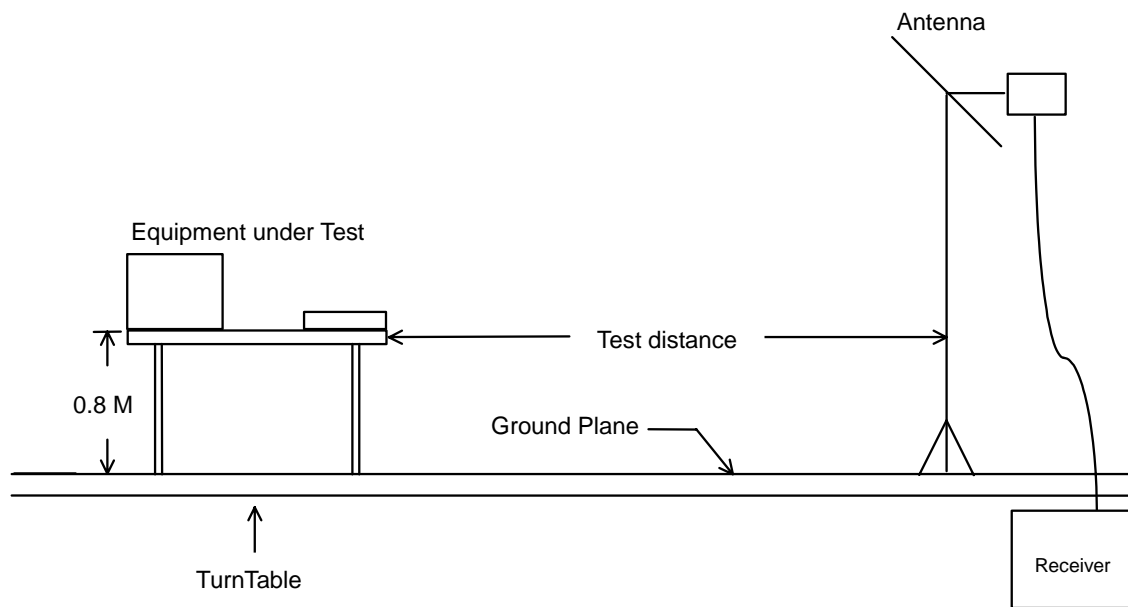 Antenna
Equipment under Test
Test distance
0.8 M
Ground Plane
TurnTable
Receiver